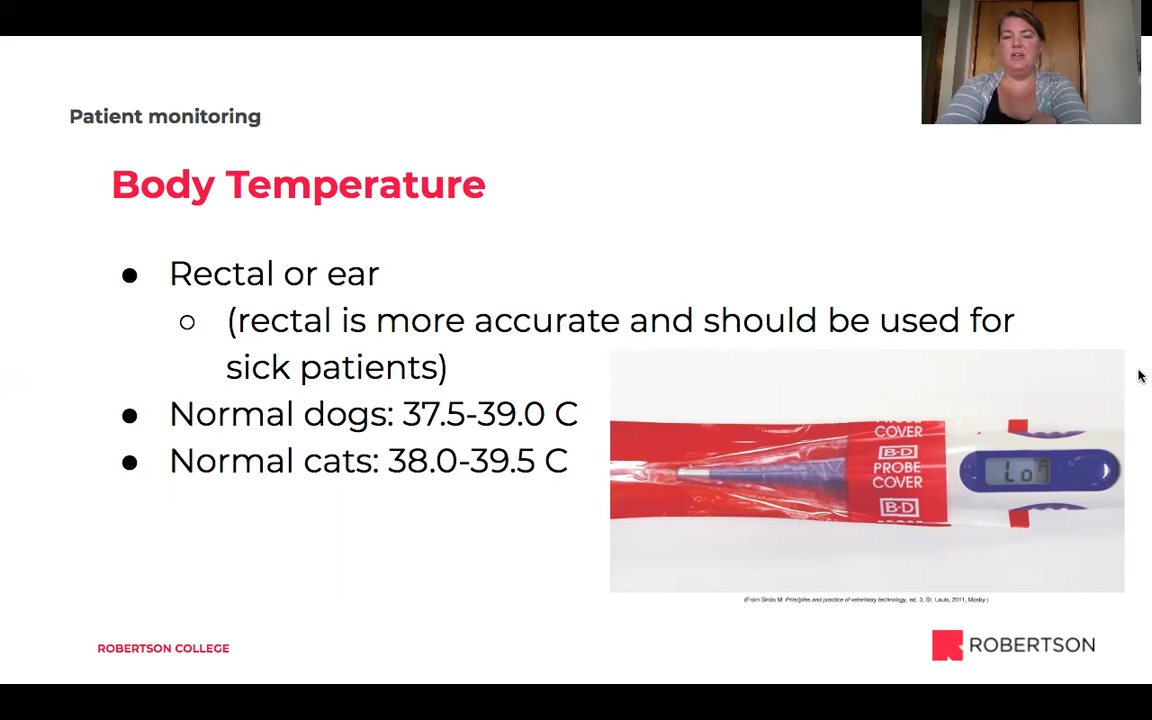 Patient monitoring
Body Temperature
● Rectal or ear
○ (rectal is more accurate and should be used for
sick patients)
● Normal dogs: 37.5-39.0 C
● Normal cats: 38.0-39.5 C
COVER
B-D
PROBE
COVER
B-D
Lo
(From Sirois M: Principles and practice of veterinary technology, ed. 3, St. Louis, 2011, Mosby.)
ROBERTSON COLLEGE
ROBERTSON